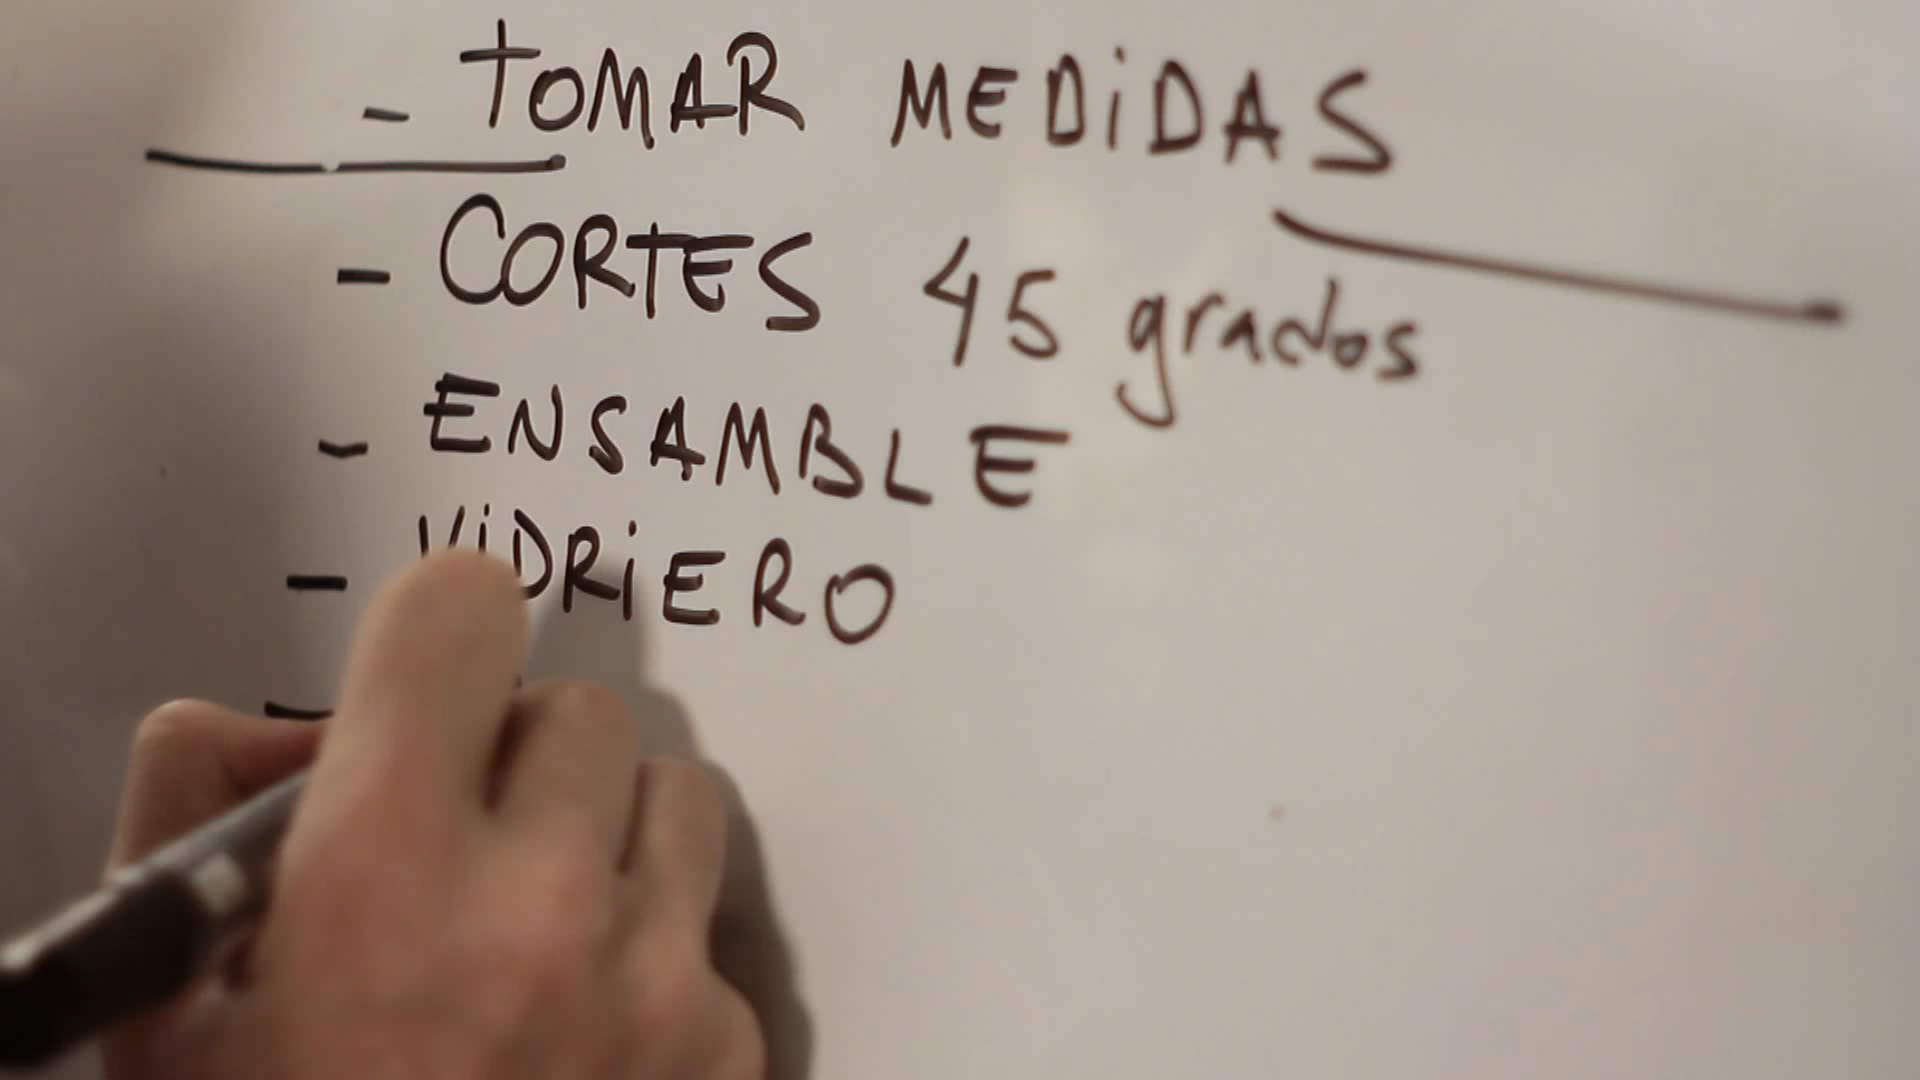 - TOMAR MEDIDAS
- CORTES 45 grados
- ENSAMBLE
- VIDRIERO
-